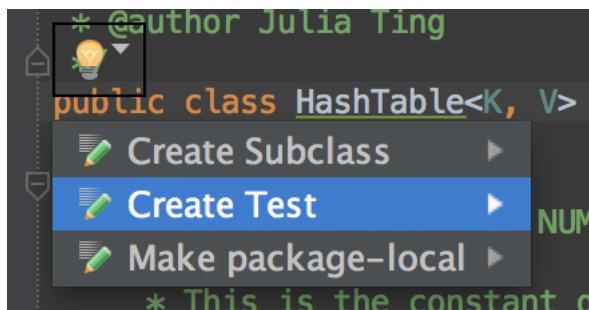 * @author Julia Ting
*
public class HashTable<K, V>
Create Subclass
Create Test
NUM
Make package-local
* This is the constant